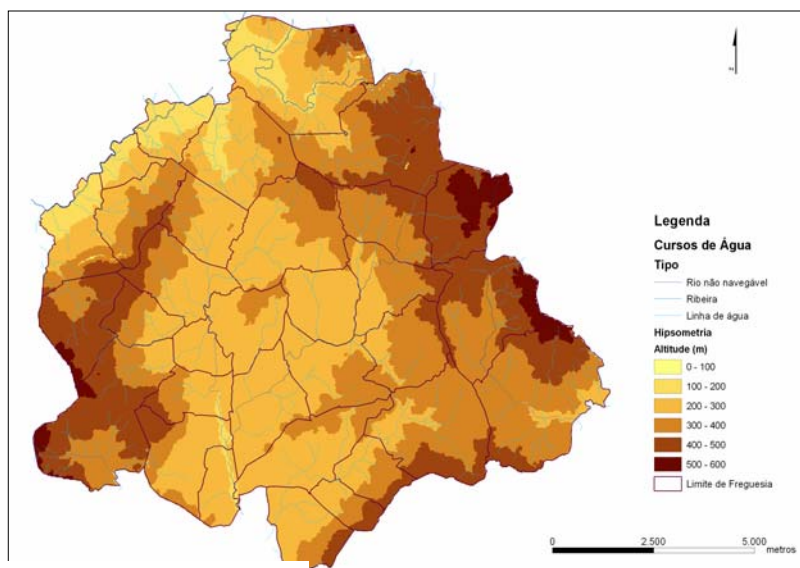 Legenda
Cursos de Água
Tipo
Rio não navegável
Ribeira
Linha de água
Hipsometria
Altitude (m)
0 - 100
100 - 200
200 - 300
300 - 400
400 - 500
500 - 600
Limite de Freguesia
0 2.500 5.000
metros